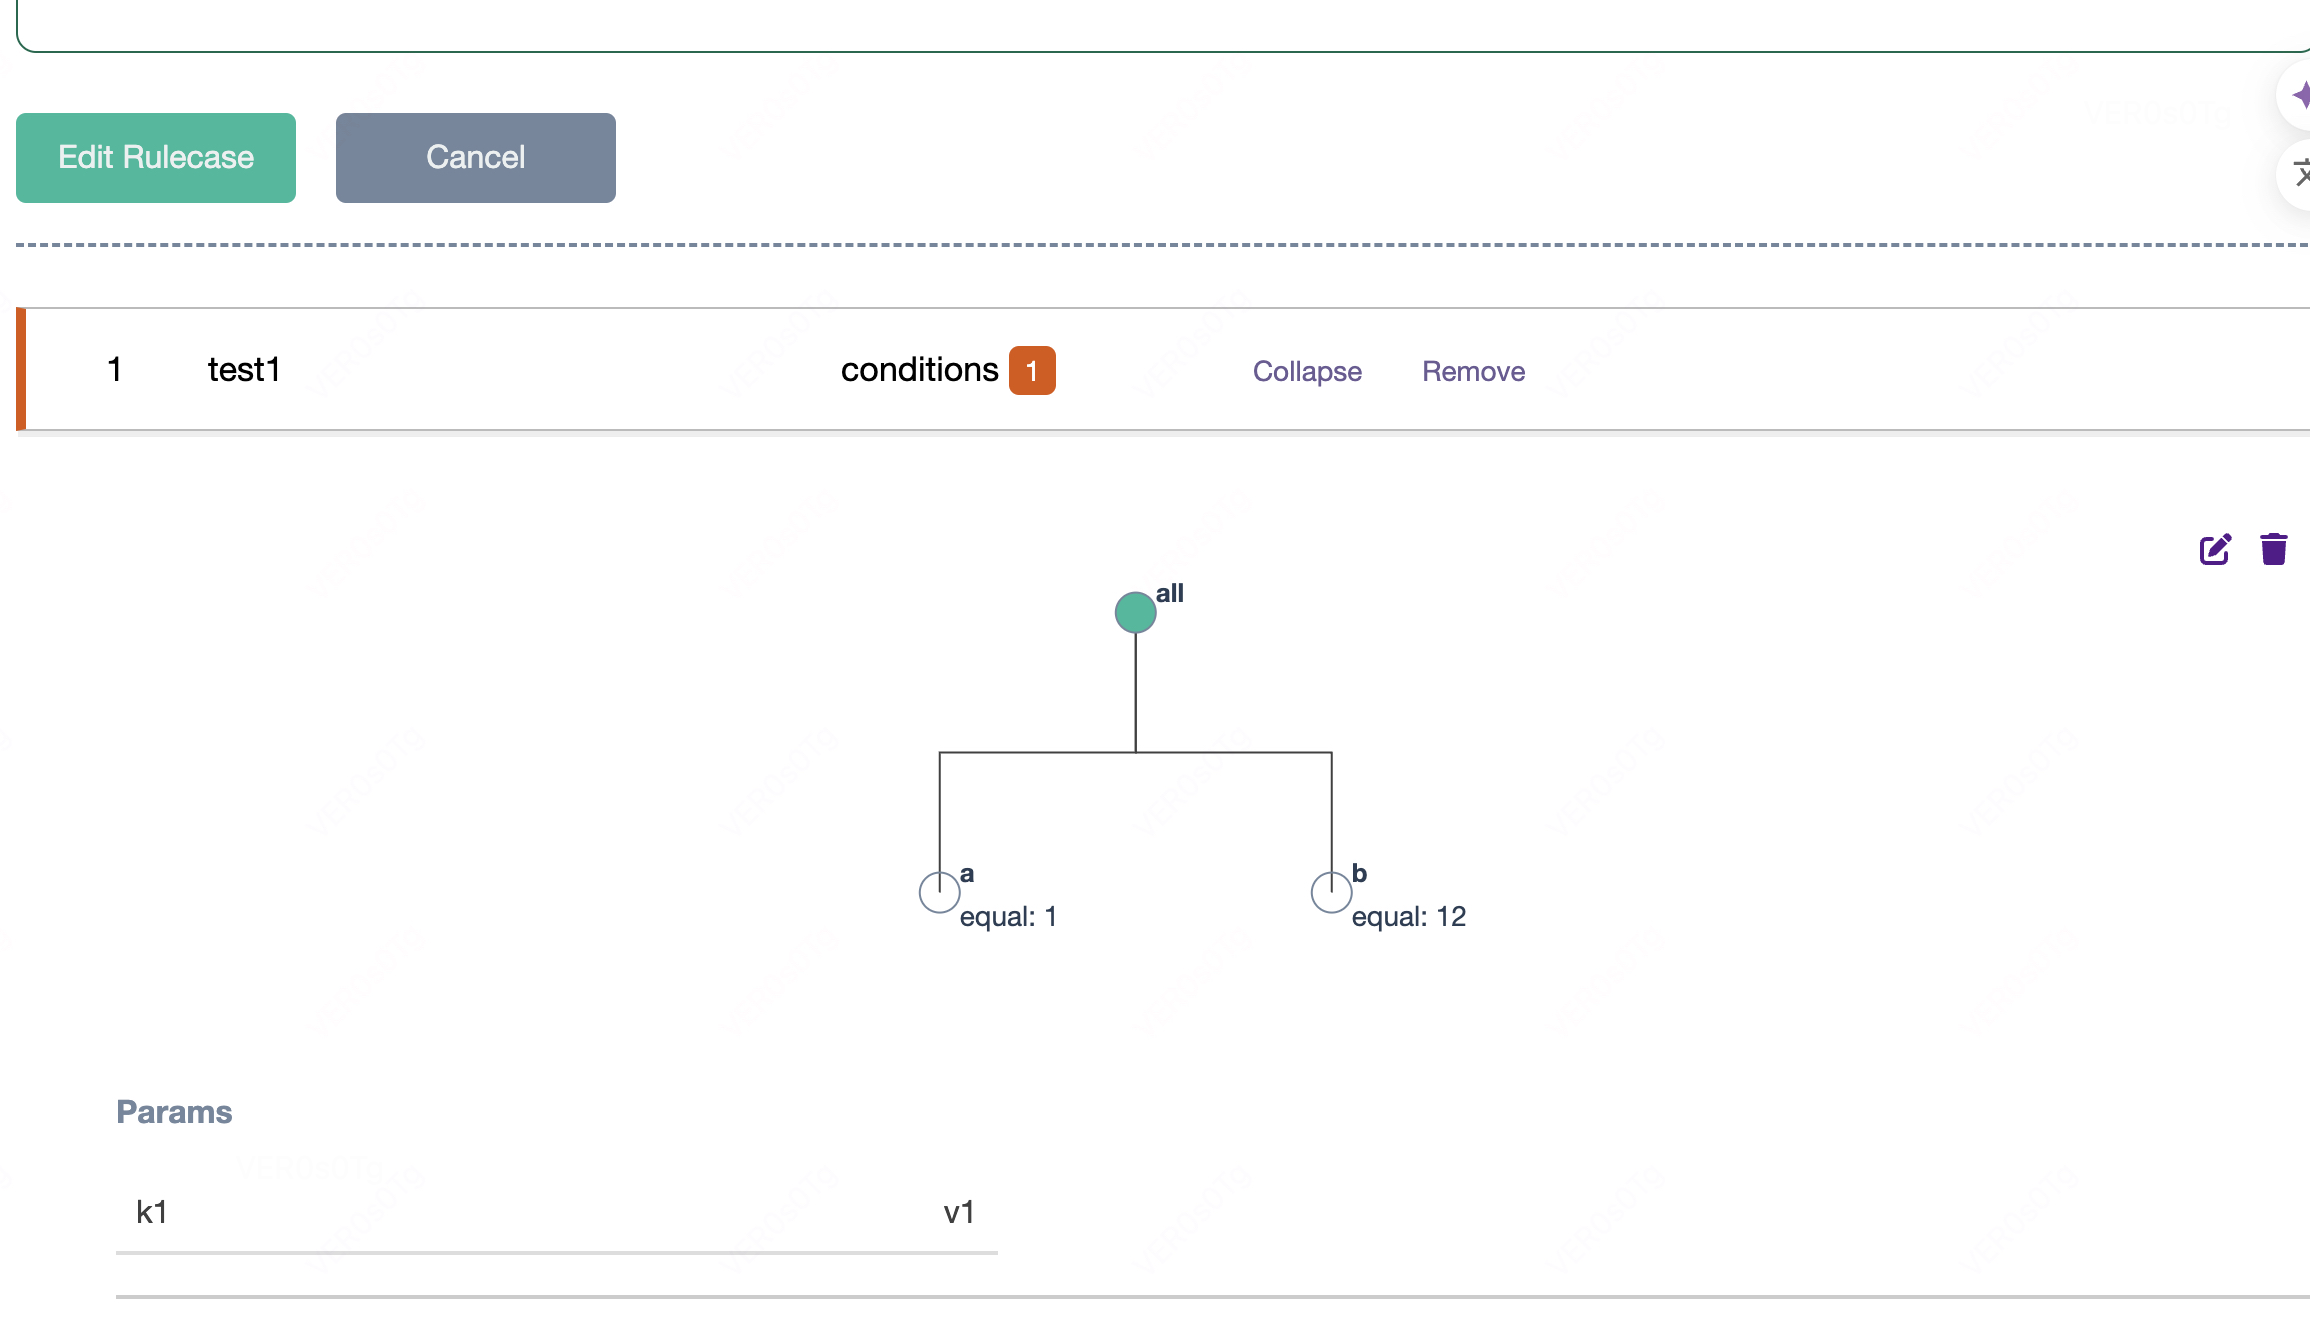 Edit Rulecase
Cancel
1
test1
conditions 1
Collapse
Remove
all
a
equal: 1
b
equal: 12
Params
k1
v1